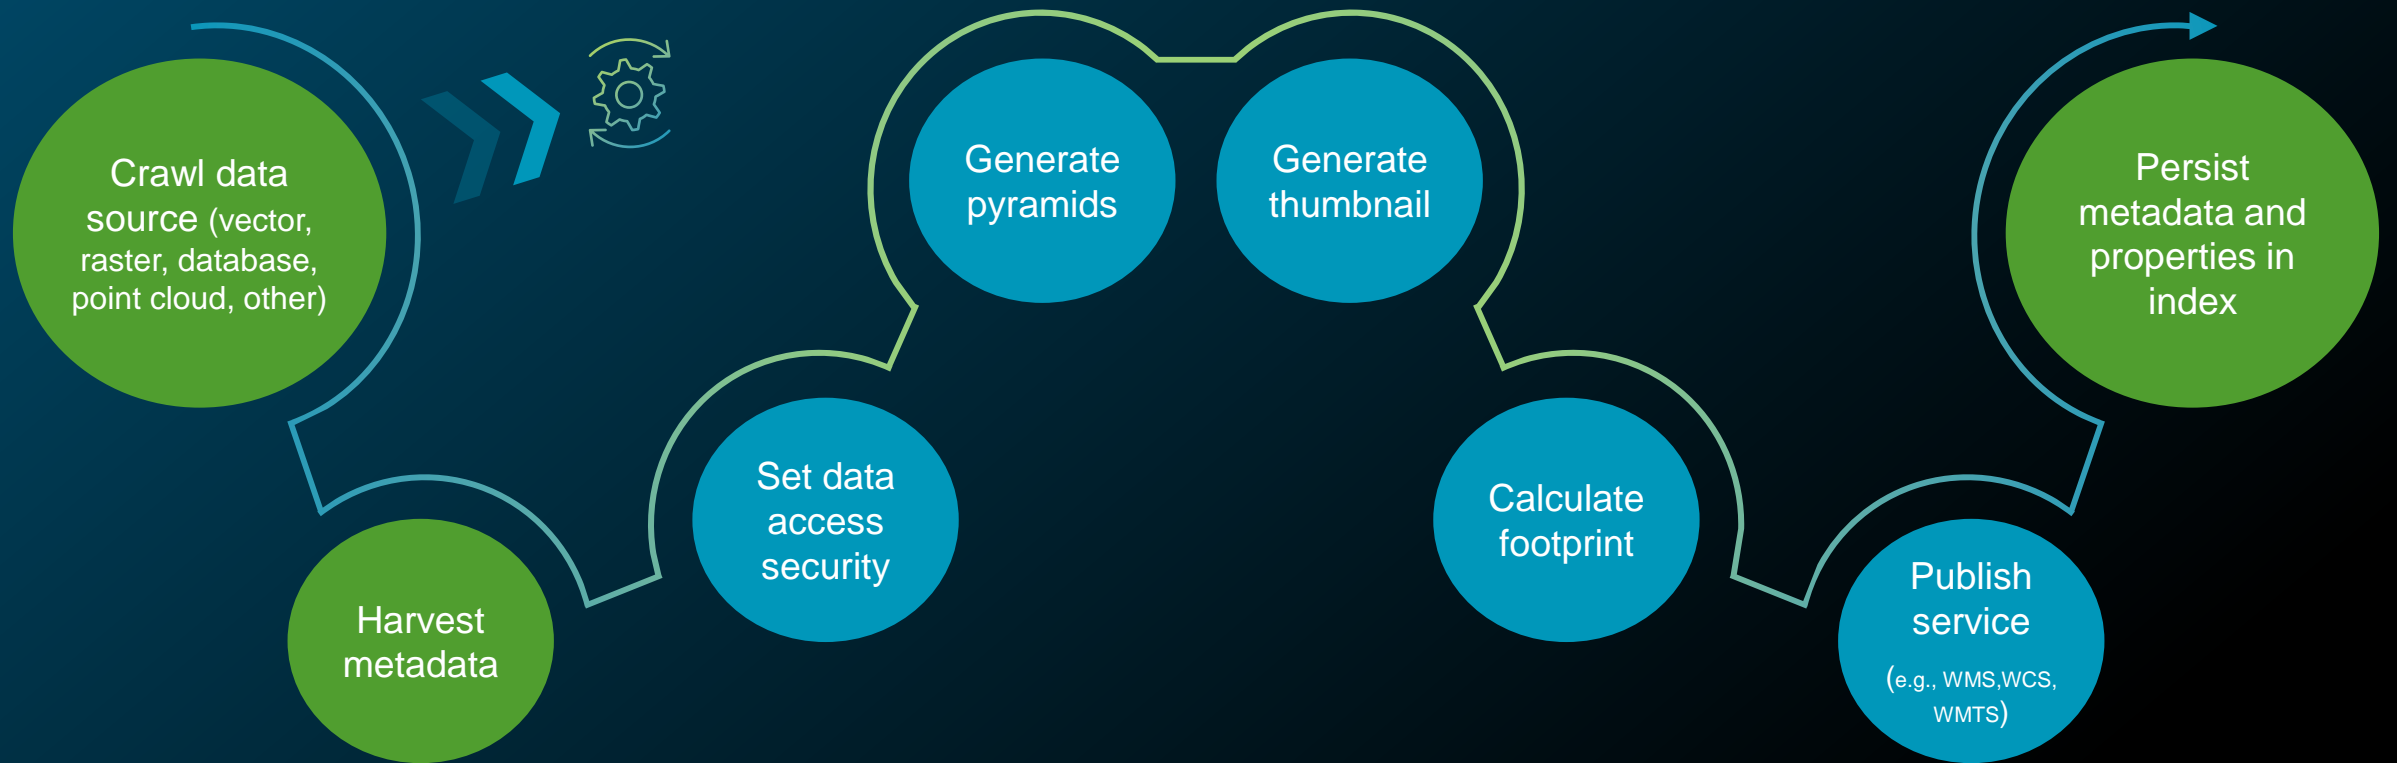 Crawl data
source (vector,
raster, database,
point cloud, other)
Harvest
metadata
Set data
access
security
Generate
pyramids
Generate
thumbnail
Calculate
footprint
Publish
service
(e.g., WMS,WCS,
WMTS)
Persist
metadata and
properties in
index